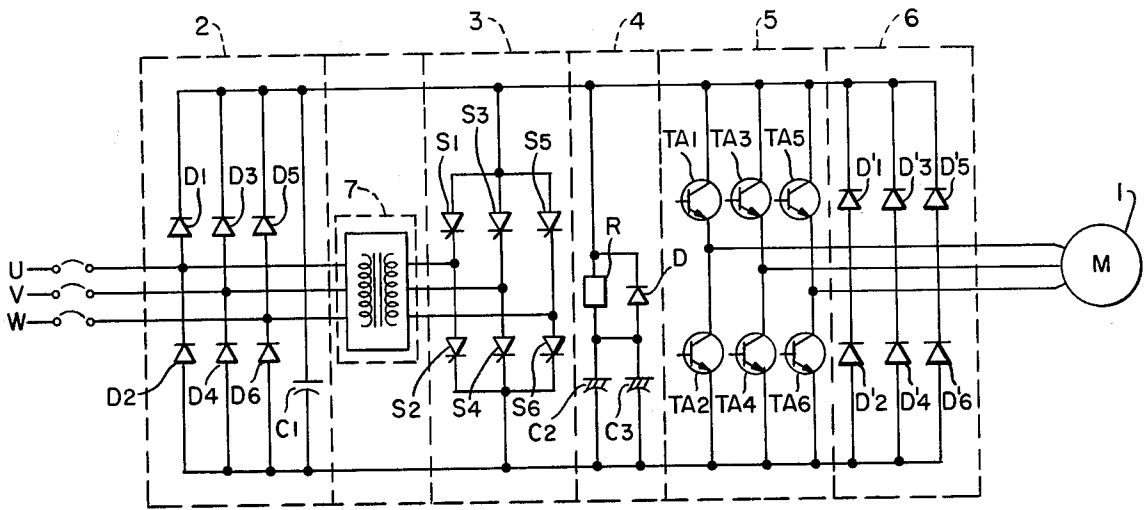 2
3
4
5
6
S3
S1
S5
TA1
TA3
TA5
1
D1
D3
D5
7
D'1
D'3
D'5
R
D
M
U
V
W
D2
D4
D6
C1
S2
S4
S6
C2
C3
TA2
TA4
TA6
D'2
D'4
D'6